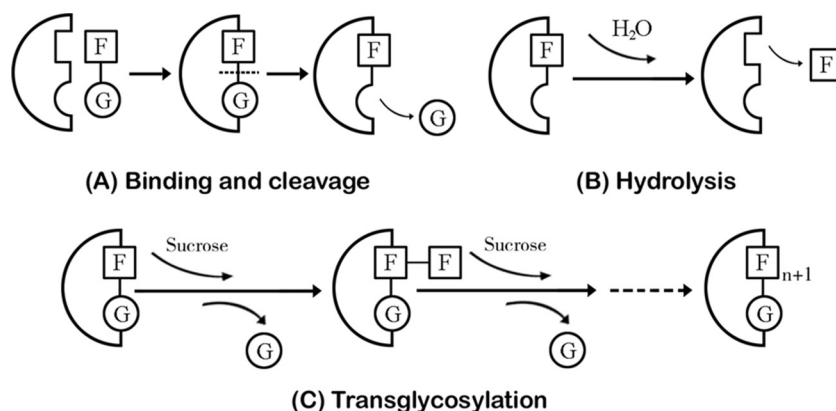 F
G
F
G
F
G
(A) Binding and cleavage
F
H₂O
F
(B) Hydrolysis
F
G
Sucrose
G
F F
G
Sucrose
G
F n+1
G
(C) Transglycosylation